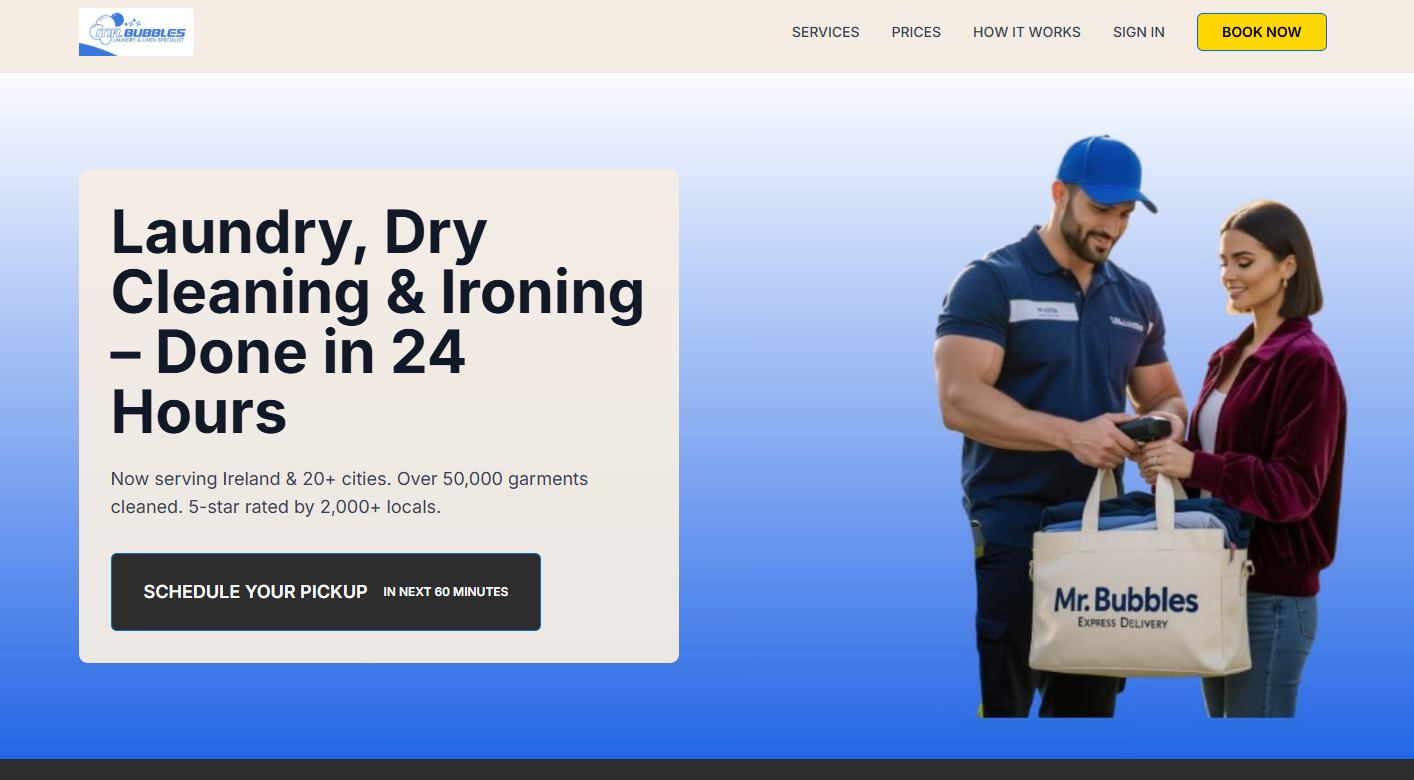 MR. BUBBLES
LAUNDRY & LINEN SPECIALIST
SERVICES
PRICES
HOW IT WORKS
SIGN IN
BOOK NOW
Laundry, Dry
Cleaning & Ironing
– Done in 24
Hours
Now serving Ireland & 20+ cities. Over 50,000 garments
cleaned. 5-star rated by 2,000+ locals.
SCHEDULE YOUR PICKUP IN NEXT 60 MINUTES
Mr. Bubbles
EXPRESS DELIVERY